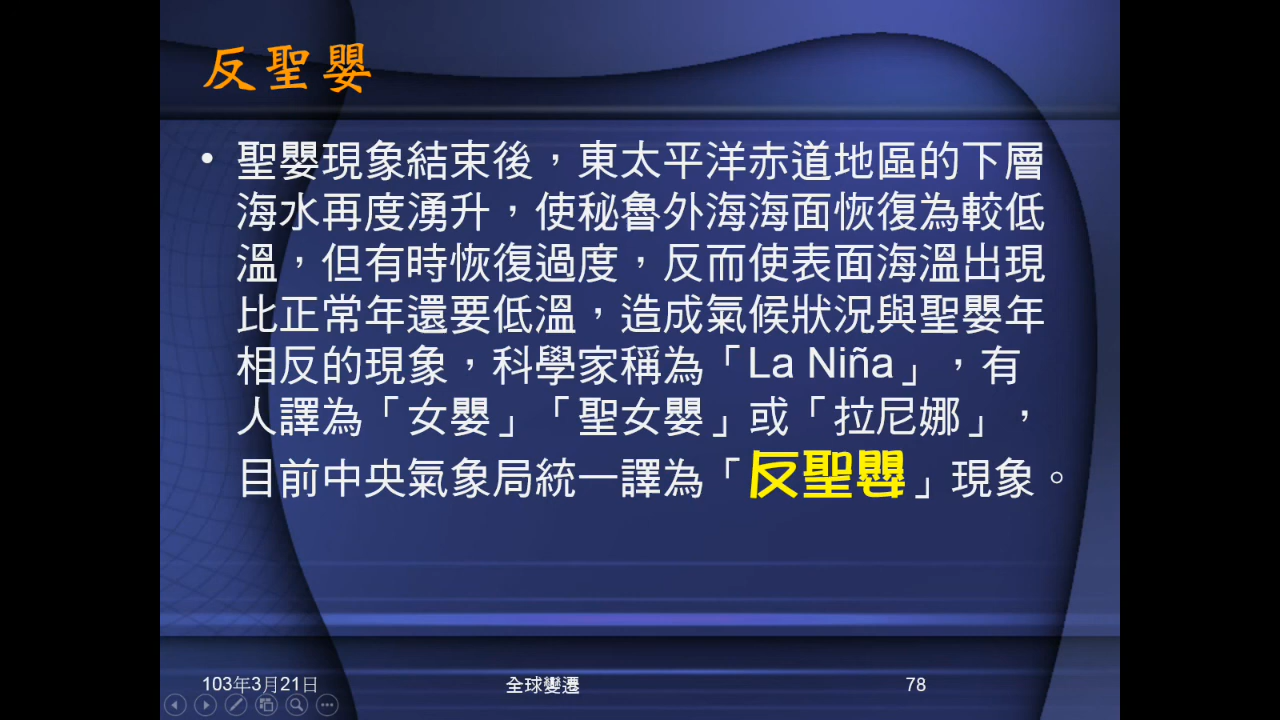 反聖嬰
• 聖嬰現象結束後，東太平洋赤道地區的下層
海水再度湧升，使秘魯外海海面恢復為較低
溫，但有時恢復過度，反而使表面海溫出現
比正常年還要低溫，造成氣候狀況與聖嬰年
相反的現象，科學家稱為「La Niña」，有
人譯為「女嬰」「聖女嬰」或「拉尼娜」，
目前中央氣象局統一譯為「反聖嬰」現象。
103年3月21日
全球變遷
78